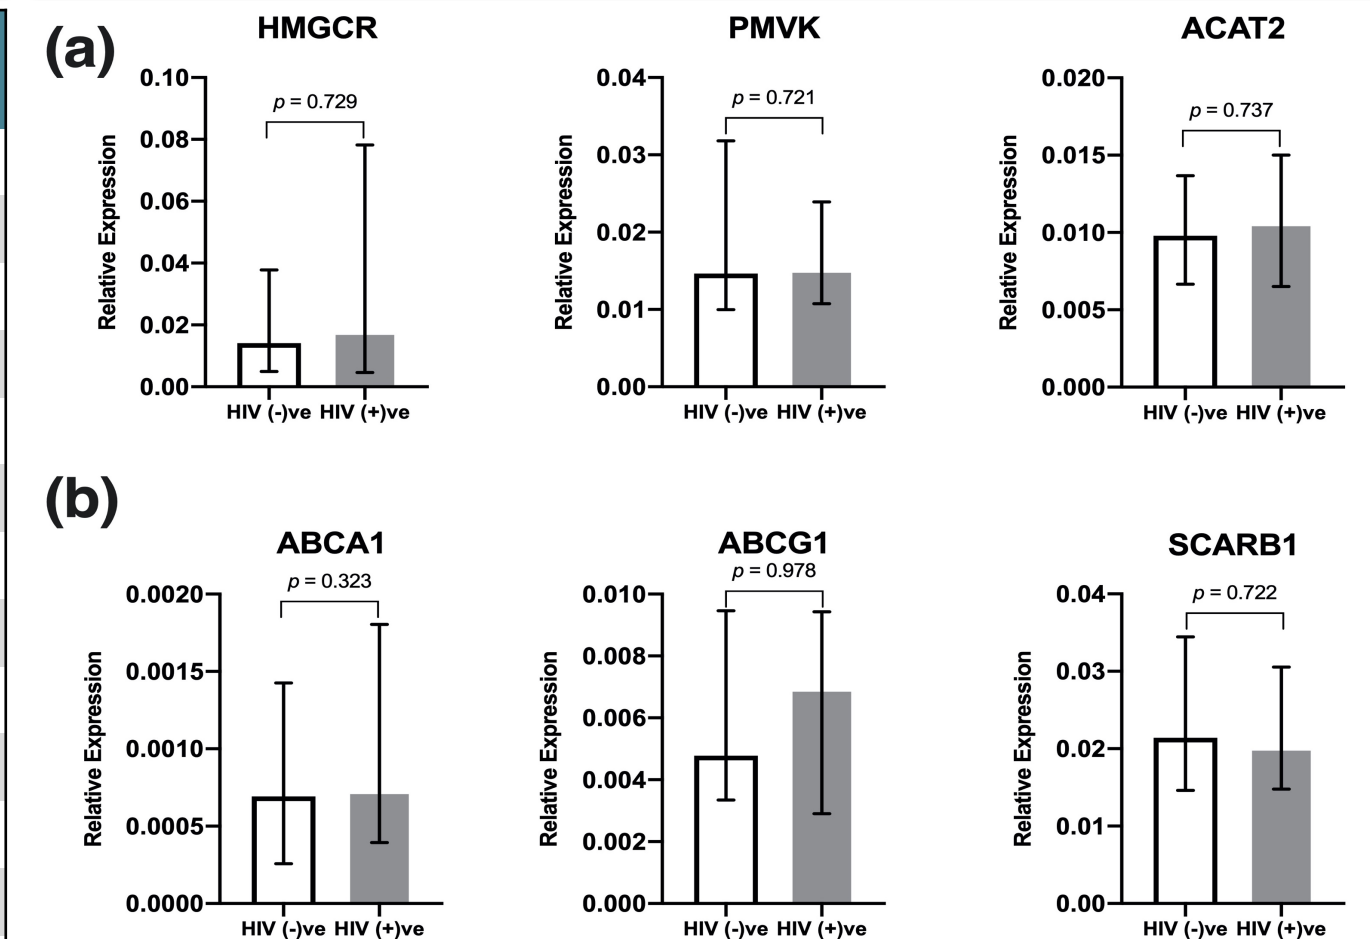 (a)
HMGCR
PMVK
ACAT2
Relative Expression
0.10
0.08
0.06
0.04
0.02
0.00
p = 0.729
HIV (-)ve HIV (+)ve
Relative Expression
0.04
0.03
0.02
0.01
0.00
p = 0.721
HIV (-)ve HIV (+)ve
Relative Expression
0.020
0.015
0.010
0.005
0.000
p = 0.737
HIV (-)ve HIV (+)ve
(b)
ABCA1
ABCG1
SCARB1
Relative Expression
0.0020
0.0015
0.0010
0.0005
0.0000
p = 0.323
HIV (-)ve HIV (+)ve
Relative Expression
0.010
0.008
0.006
0.004
0.002
0.000
p = 0.978
HIV (-)ve HIV (+)ve
Relative Expression
0.04
0.03
0.02
0.01
0.00
p = 0.722
HIV (-)ve HIV (+)ve